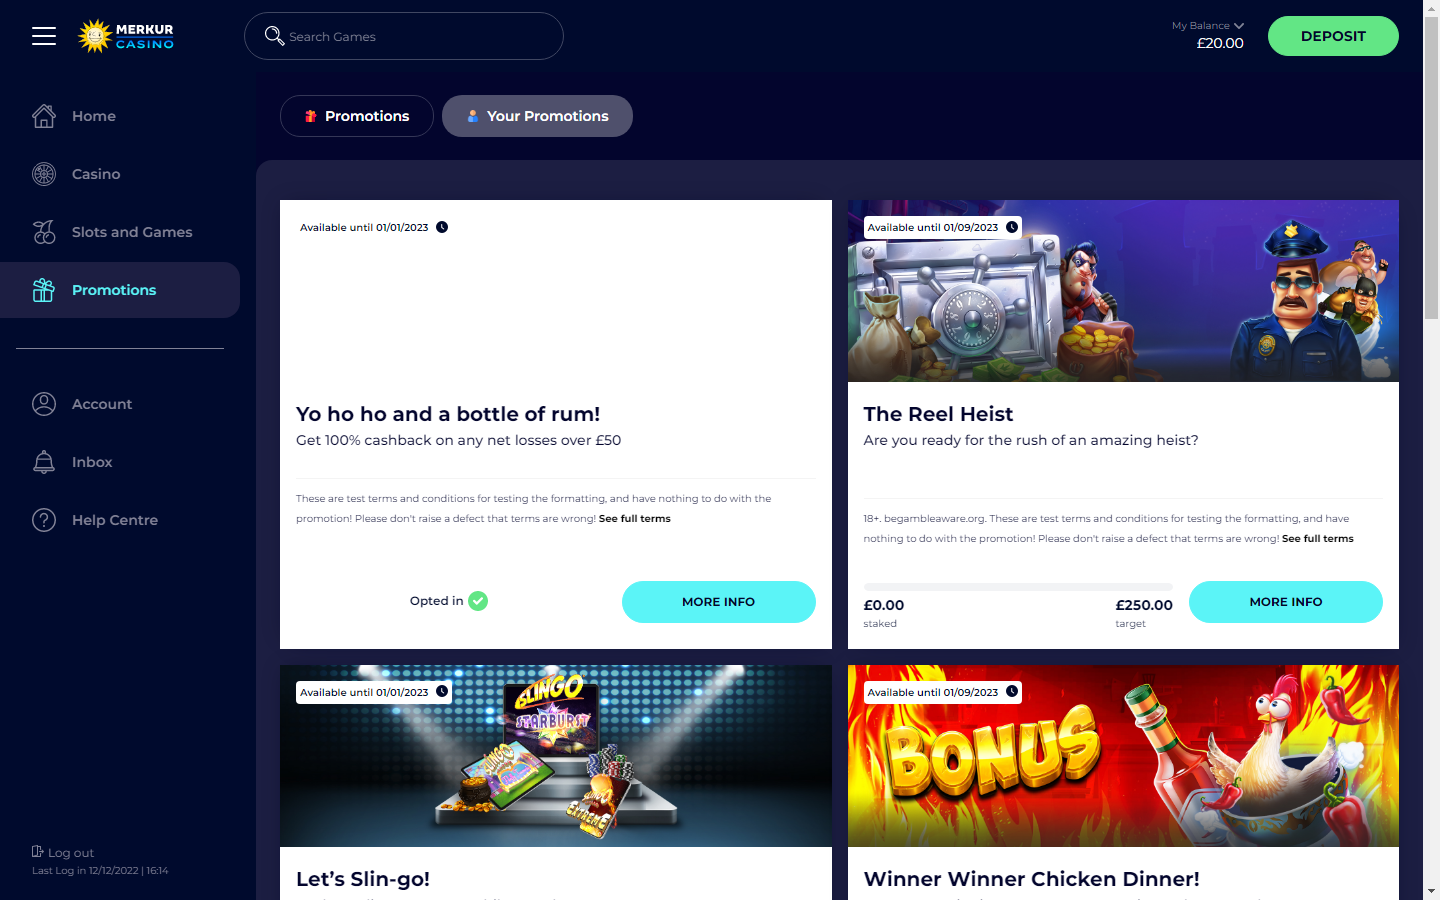 MERKUR
CASINO
Search Games
My Balance
£20.00
DEPOSIT
Home
Casino
Slots and Games
Promotions
Account
Inbox
Help Centre
Log out
Last Log in 12/12/2022 | 16:14
Promotions
Your Promotions
Available until 01/01/2023
Yo ho ho and a bottle of rum!
Get 100% cashback on any net losses over £50
These are test terms and conditions for testing the formatting, and have nothing to do with the
promotion! Please don't raise a defect that terms are wrong! See full terms
Opted in
MORE INFO
Available until 01/09/2023
The Reel Heist
Are you ready for the rush of an amazing heist?
18+. begambleaware.org. These are test terms and conditions for testing the formatting, and have
nothing to do with the promotion! Please don't raise a defect that terms are wrong! See full terms
£0.00
staked
£250.00
target
MORE INFO
Available until 01/01/2023
SLINGO
STARBURST
SLINGO
EXTREME
Let's Slin-go!
Available until 01/09/2023
BONUS
Winner Winner Chicken Dinner!